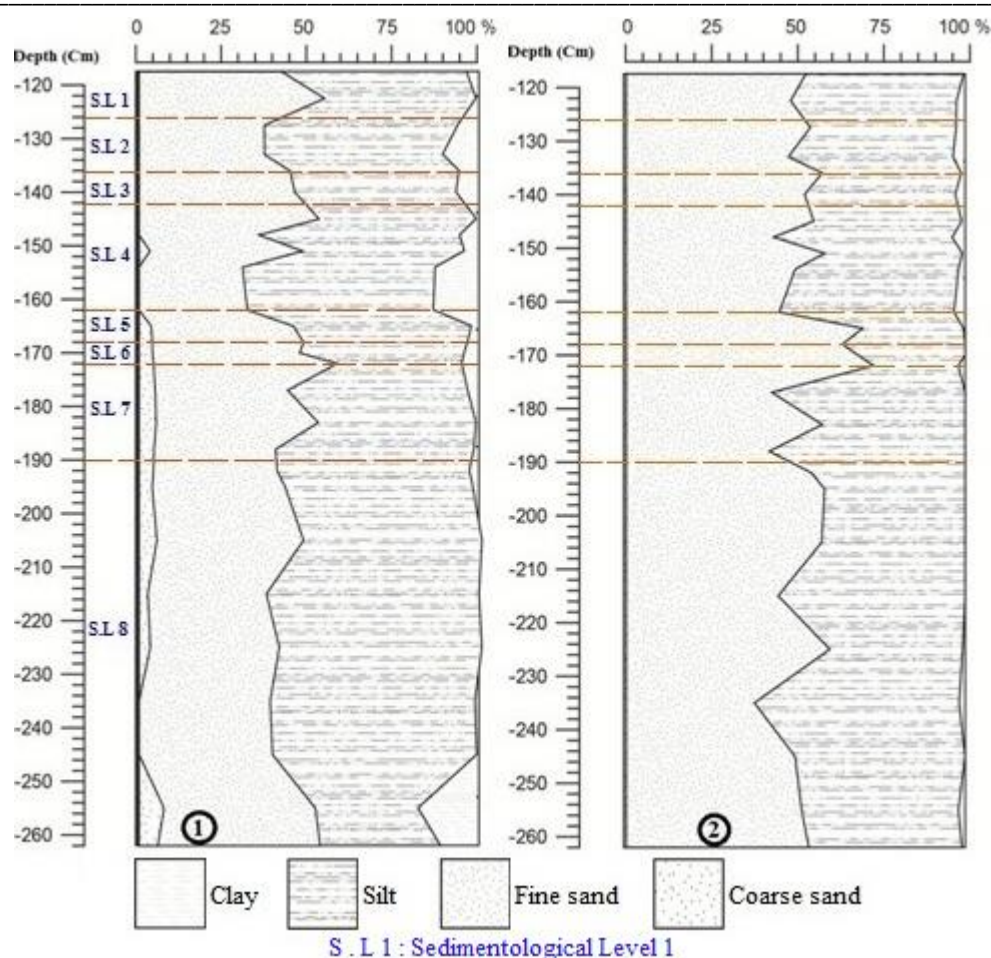 0 25 50 75 100 % 0 25 50 75 100 %
Depth (Cm) Depth (Cm)
-120 S.L 1 -120
-130 S.L 2 -130
-140 S.L 3 -140
-150 S.L 4 -150
-160 -160
S.L 5
-170 S.L 6 -170
-180 S.L 7 -180
-190 -190
-200 -200
-210 -210
-220 S.L 8 -220
-230 -230
-240 -240
-250 -250
-260 1 2 -260
Clay Silt Fine sand Coarse sand
S . L 1 : Sedimentological Level 1